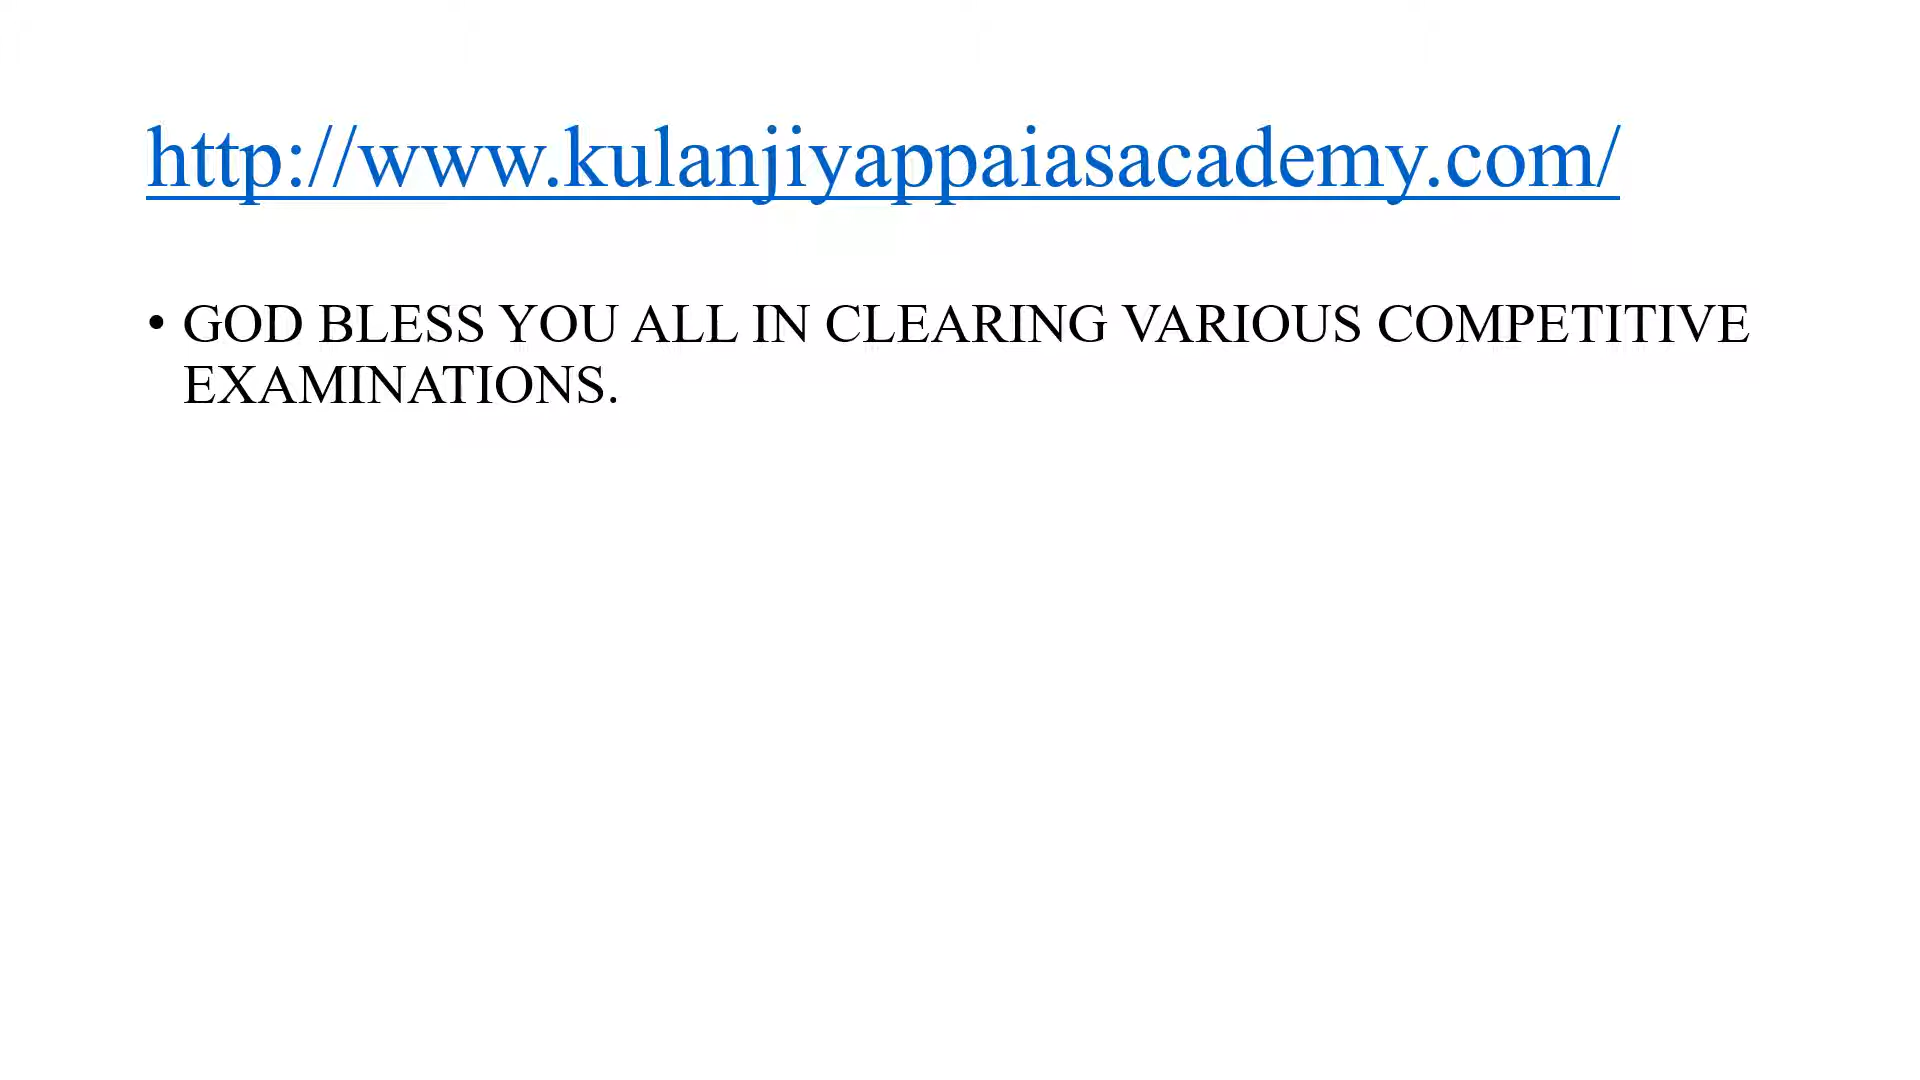 http://www.kulanjiyappaiasacademy.com/
• GOD BLESS YOU ALL IN CLEARING VARIOUS COMPETITIVE
EXAMINATIONS.